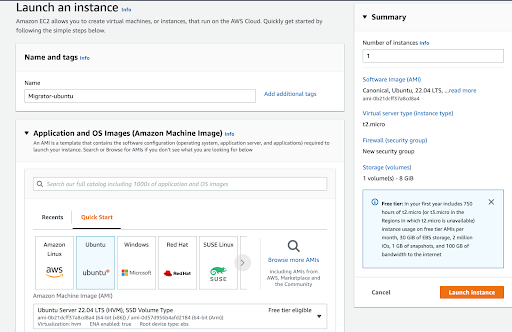 Launch an instance Info
Amazon EC2 allows you to create virtual machines, or instances, that run on the AWS Cloud. Quickly get started by
following the simple steps below.
Name and tags Info
Name
Migrator-ubuntu
Add additional tags
Application and OS Images (Amazon Machine Image) Info
An AMI is a template that contains the software configuration (operating system, application server, and applications) required to
launch your instance. Search or Browse for AMIs if you don't see what you are looking for below
Search our full catalog including 1000s of application and OS images
Recents
Quick Start
Amazon
Linux
aws
Ubuntu
ubuntu
Windows
Microsoft
Red Hat
Red Hat
SUSE Linux
SUSE
Browse more AMIs
Including AMIs from
AWS, Marketplace and
the Community
Amazon Machine Image (AMI)
Ubuntu Server 22.04 LTS (HVM), SSD Volume Type
Free tier eligible
(64-bit (x86)) / (64-bit (Arm))
Virtualization: hvm ENA enabled: true Root device type: ebs
Summary
Number of instances Info
1
Software Image (AMI)
Canonical, Ubuntu, 22.04 LTS, ...read more
ami-0b21dcff37a8cd8a4
Virtual server type (instance type)
t2.micro
Firewall (security group)
New security group
Storage (volumes)
1 volume(s) - 8 GiB
Free tier: In your first year includes 750
hours of t2.micro (or t3.micro in the
Regions in which t2.micro is unavailable)
instance usage on free tier AMIs per
month, 30 GiB of EBS storage, 2 million
IOs, 1 GB of snapshots, and 100 GB of
bandwidth to the internet
Cancel
Launch instance